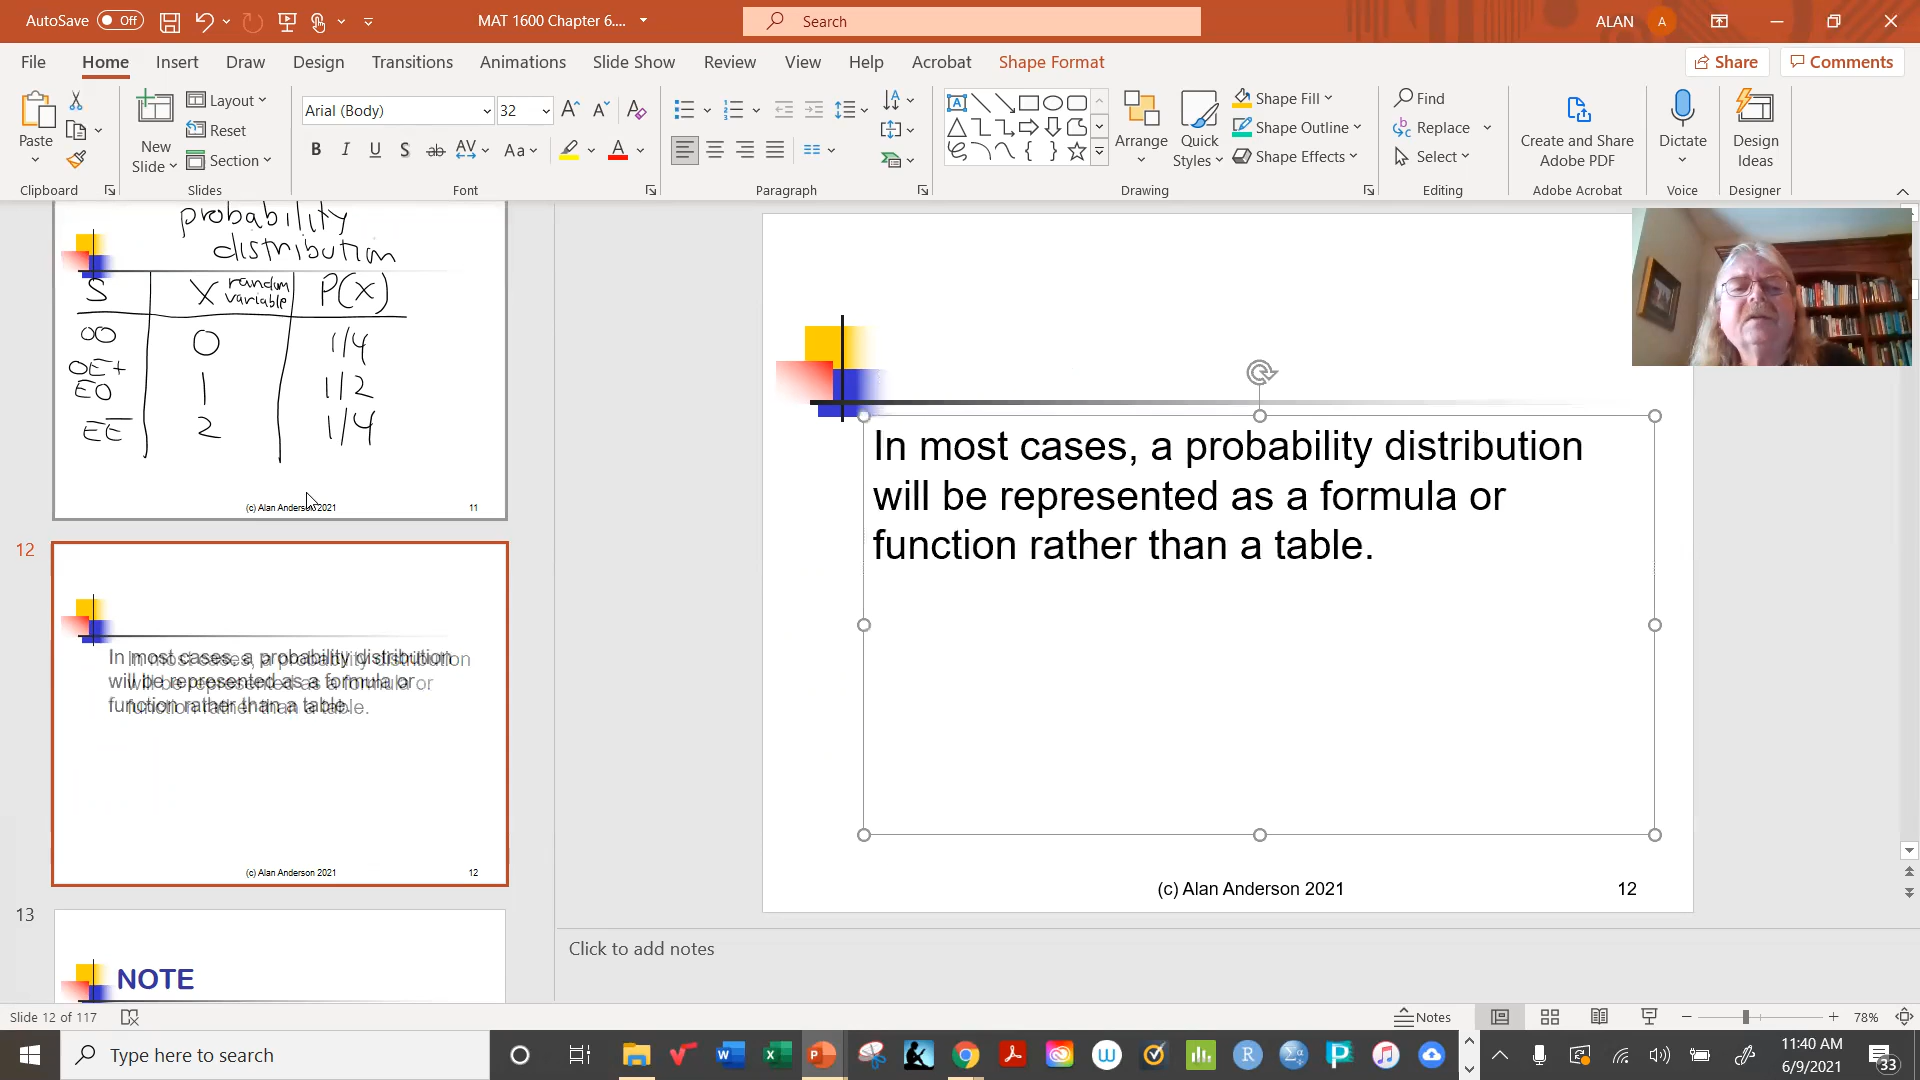 AutoSave Off
MAT 1600 Chapter 6....
Search
ALAN A
File Home Insert Draw Design Transitions Animations Slide Show Review View Help Acrobat Shape Format
Share Comments
Paste
Clipboard
New Slide
Layout
Reset
Section
Slides
Arial (Body) 32
B I U S ab AV Aa A
Font
Paragraph
Arrange
Quick Styles
Shape Fill
Shape Outline
Shape Effects
Drawing
Find
Replace
Select
Editing
Create and Share Adobe PDF
Adobe Acrobat
Dictate
Voice
Design Ideas
Designer
probability
distribution
S X random variable P(X)
OO 0 1/4
OE+
EO 1 1/2
EE 2 1/4
(c) Alan Anderson 2021 11
12
In most cases, a probability distribution
will be represented as a formula or
function rather than a table.
(c) Alan Anderson 2021 12
13
NOTE
In most cases, a probability distribution
will be represented as a formula or
function rather than a table.
(c) Alan Anderson 2021 12
Click to add notes
Slide 12 of 117
Notes
78%
Type here to search
11:40 AM
6/9/2021
33